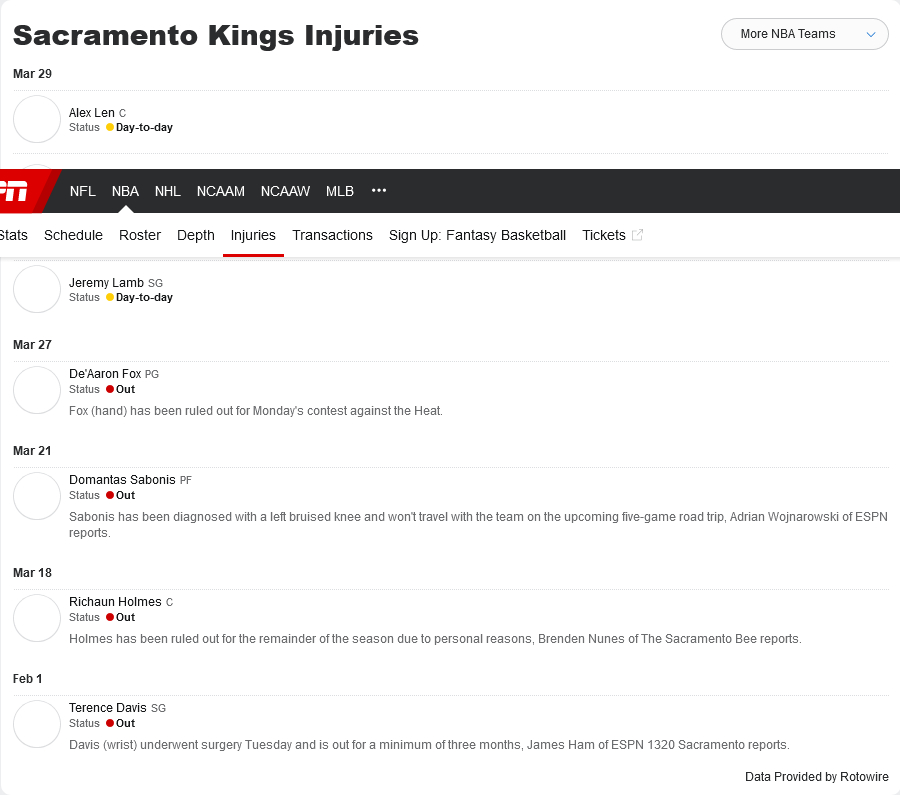 Sacramento Kings Injuries
More NBA Teams
Mar 29
Alex Len C
Status Day-to-day
NFL NBA NHL NCAAM NCAAW MLB •••
Schedule Roster Depth Injuries Transactions Sign Up: Fantasy Basketball Tickets
Jeremy Lamb SG
Status Day-to-day
Mar 27
De'Aaron Fox PG
Status Out
Fox (hand) has been ruled out for Monday's contest against the Heat.
Mar 21
Domantas Sabonis PF
Status Out
Sabonis has been diagnosed with a left bruised knee and won't travel with the team on the upcoming five-game road trip, Adrian Wojnarowski of ESPN
reports.
Mar 18
Richaun Holmes C
Status Out
Holmes has been ruled out for the remainder of the season due to personal reasons, Brenden Nunes of The Sacramento Bee reports.
Feb 1
Terence Davis SG
Status Out
Davis (wrist) underwent surgery Tuesday and is out for a minimum of three months, James Ham of ESPN 1320 Sacramento reports.
Data Provided by Rotowire